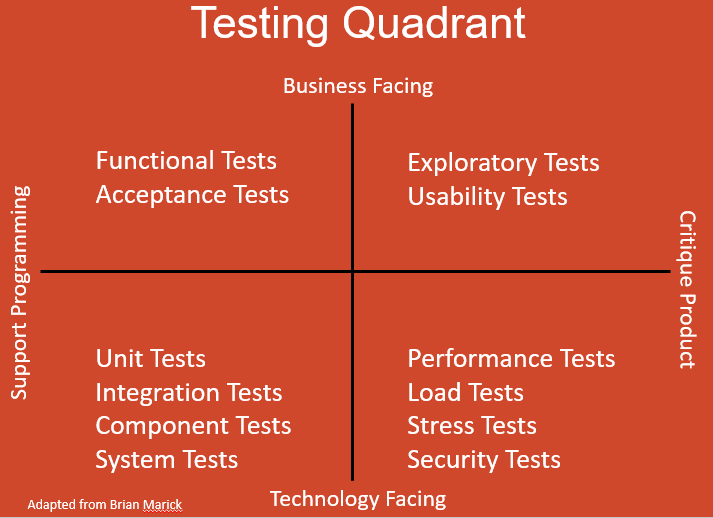 Testing Quadrant
Business Facing
Functional Tests
Acceptance Tests
Exploratory Tests
Usability Tests
Support Programming
Critique Product
Unit Tests
Integration Tests
Component Tests
System Tests
Performance Tests
Load Tests
Stress Tests
Security Tests
Technology Facing
Adapted from Brian Marick